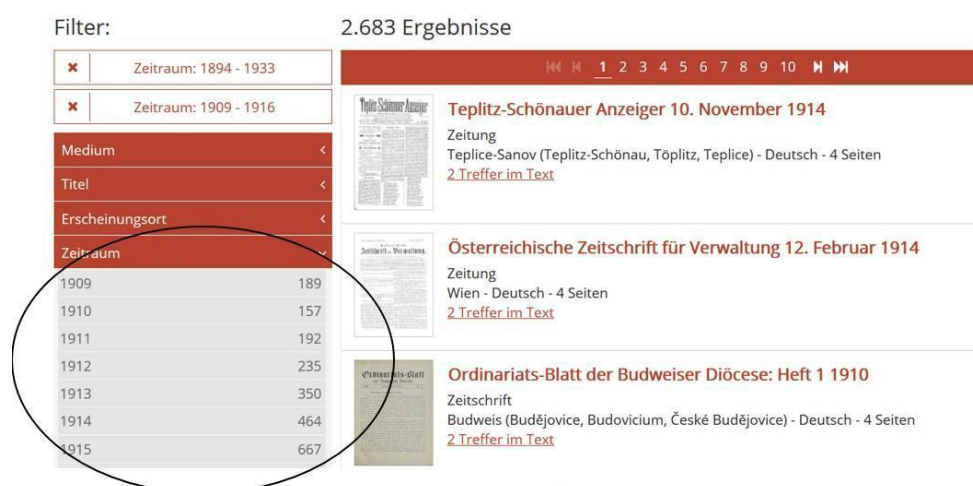 Filter:
2.683 Ergebnisse
✖ Zeitraum: 1894 - 1933
✖ Zeitraum: 1909 - 1916
1 2 3 4 5 6 7 8 9 10
Medium
Titel
Erscheinungsort
Zeitraum
1909 189
1910 157
1911 192
1912 235
1913 350
1914 464
1915 667
Teplitz-Schönauer Anzeiger
Teplitz-Schönauer Anzeiger 10. November 1914
Zeitung
Teplice-Sanov (Teplitz-Schönau, Töplitz, Teplice) - Deutsch - 4 Seiten
2 Treffer im Text
Österreichische Zeitschrift für Verwaltung 12. Februar 1914
Zeitung
Wien - Deutsch - 4 Seiten
2 Treffer im Text
Ordinariats-Blatt
Ordinariats-Blatt der Budweiser Diöcese: Heft 1 1910
Zeitschrift
Budweis (Budějovice, Budovicium, České Budějovice) - Deutsch - 4 Seiten
2 Treffer im Text